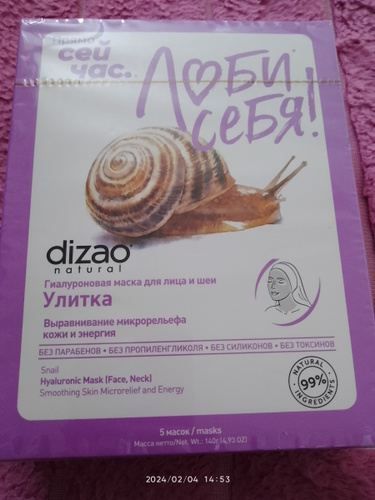 Прямо
сей
час.
Люби
себя!
dizao®
natural
Гиалуроновая маска для лица и шеи
Улитка
Выравнивание микрорельефа
кожи и энергия
БЕЗ ПАРАБЕНОВ • БЕЗ ПРОПИЛЕНГЛИКОЛЯ • БЕЗ СИЛИКОНОВ • БЕЗ ТОКСИНОВ
Snail
Hyaluronic Mask (Face, Neck)
Smoothing Skin Microrelief and Energy
NATURAL
99%
INGREDIENTS
5 масок / masks
Масса нетто/Net. Wt.: 140г (4,93 OZ)
2024/02/04 14:53